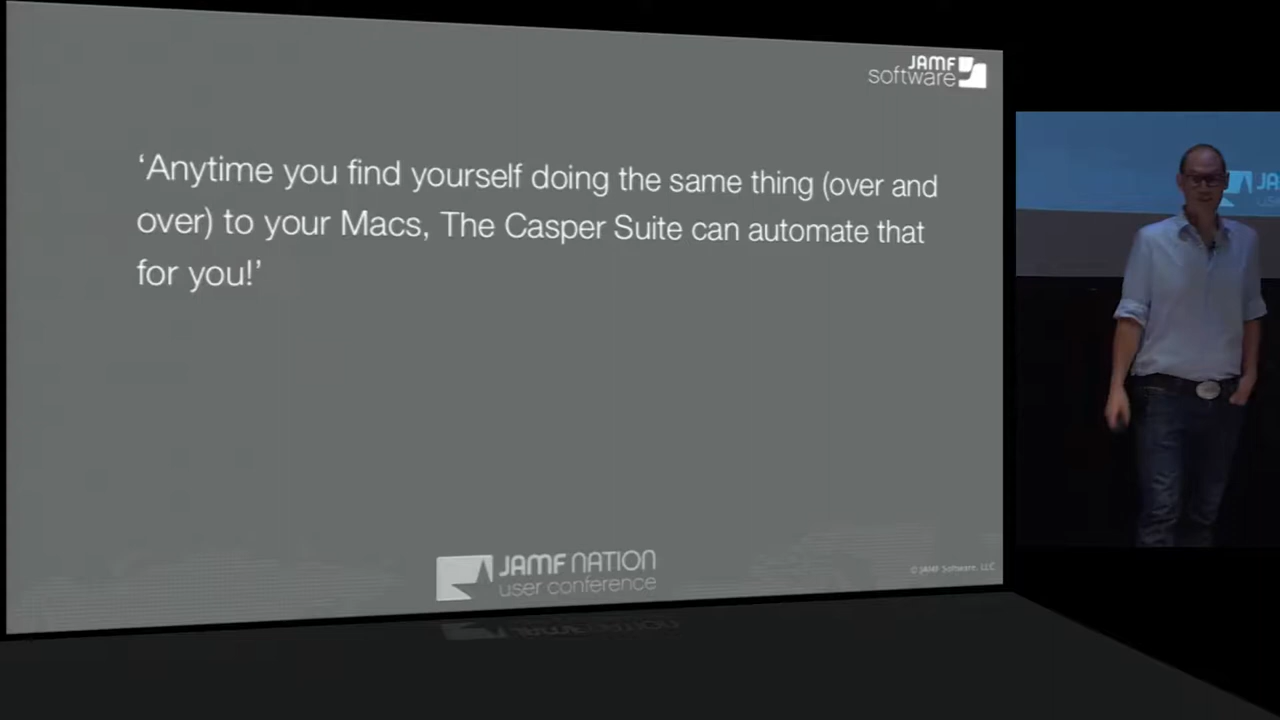 JAMF
software
‘Anytime you find yourself doing the same thing (over and
over) to your Macs, The Casper Suite can automate that
for you!’
JAMF NATION
user conference
© JAMF Software, LLC